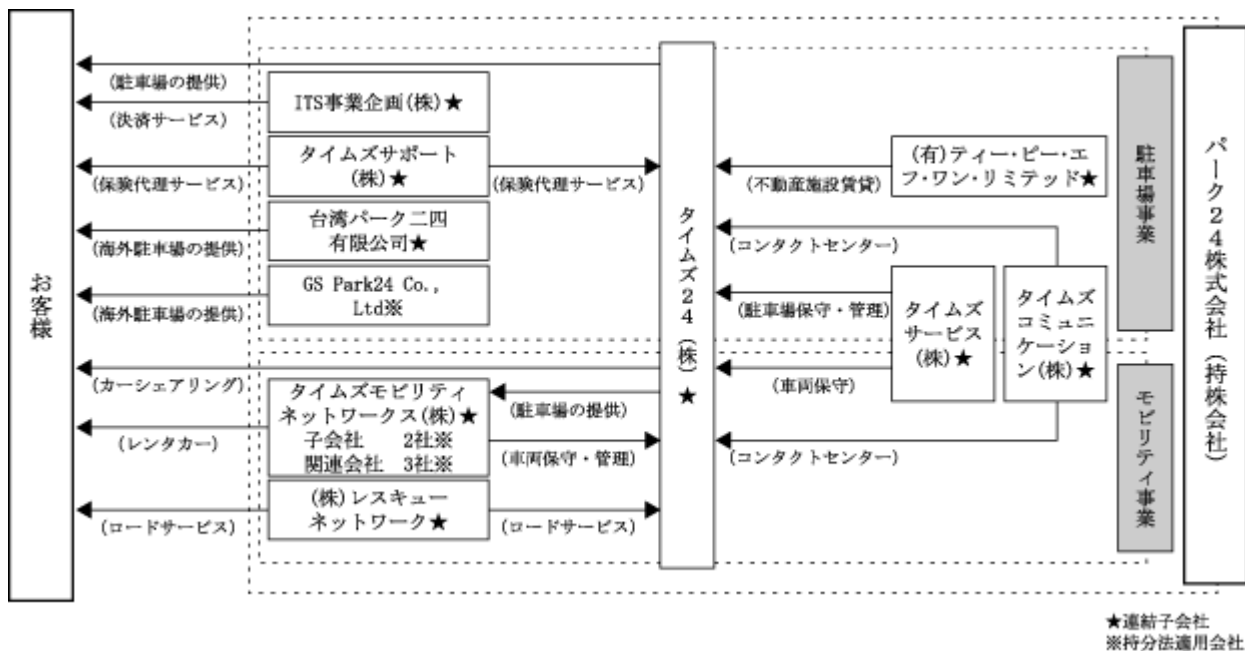 お客様
(駐車場の提供)
ITS事業企画(株)★
(決済サービス)
タイムズサポート
(株)★
(保険代理サービス)
(保険代理サービス)
台湾パーク二四
有限公司★
(海外駐車場の提供)
GS Park24 Co.,
Ltd※
(海外駐車場の提供)
(カーシェアリング)
タイムズモビリティ
ネットワークス(株)★
子会社 2社※
関連会社 3社※
(レンタカー)
(駐車場の提供)
(車両保守・管理)
(株)レスキュー
ネットワーク★
(ロードサービス)
(ロードサービス)
タイムズ24(株)★
(有)ティー・ピー・エ
フ・ワン・リミテッド★
(不動産施設賃貸)
(コンタクトセンター)
(駐車場保守・管理)
タイムズ
サービス
(株)★
タイムズ
コミュニ
ケーショ
ン(株)★
(車両保守)
(コンタクトセンター)
駐車場事業
モビリティ事業
パーク24株式会社(持株会社)
★連結子会社
※持分法適用会社